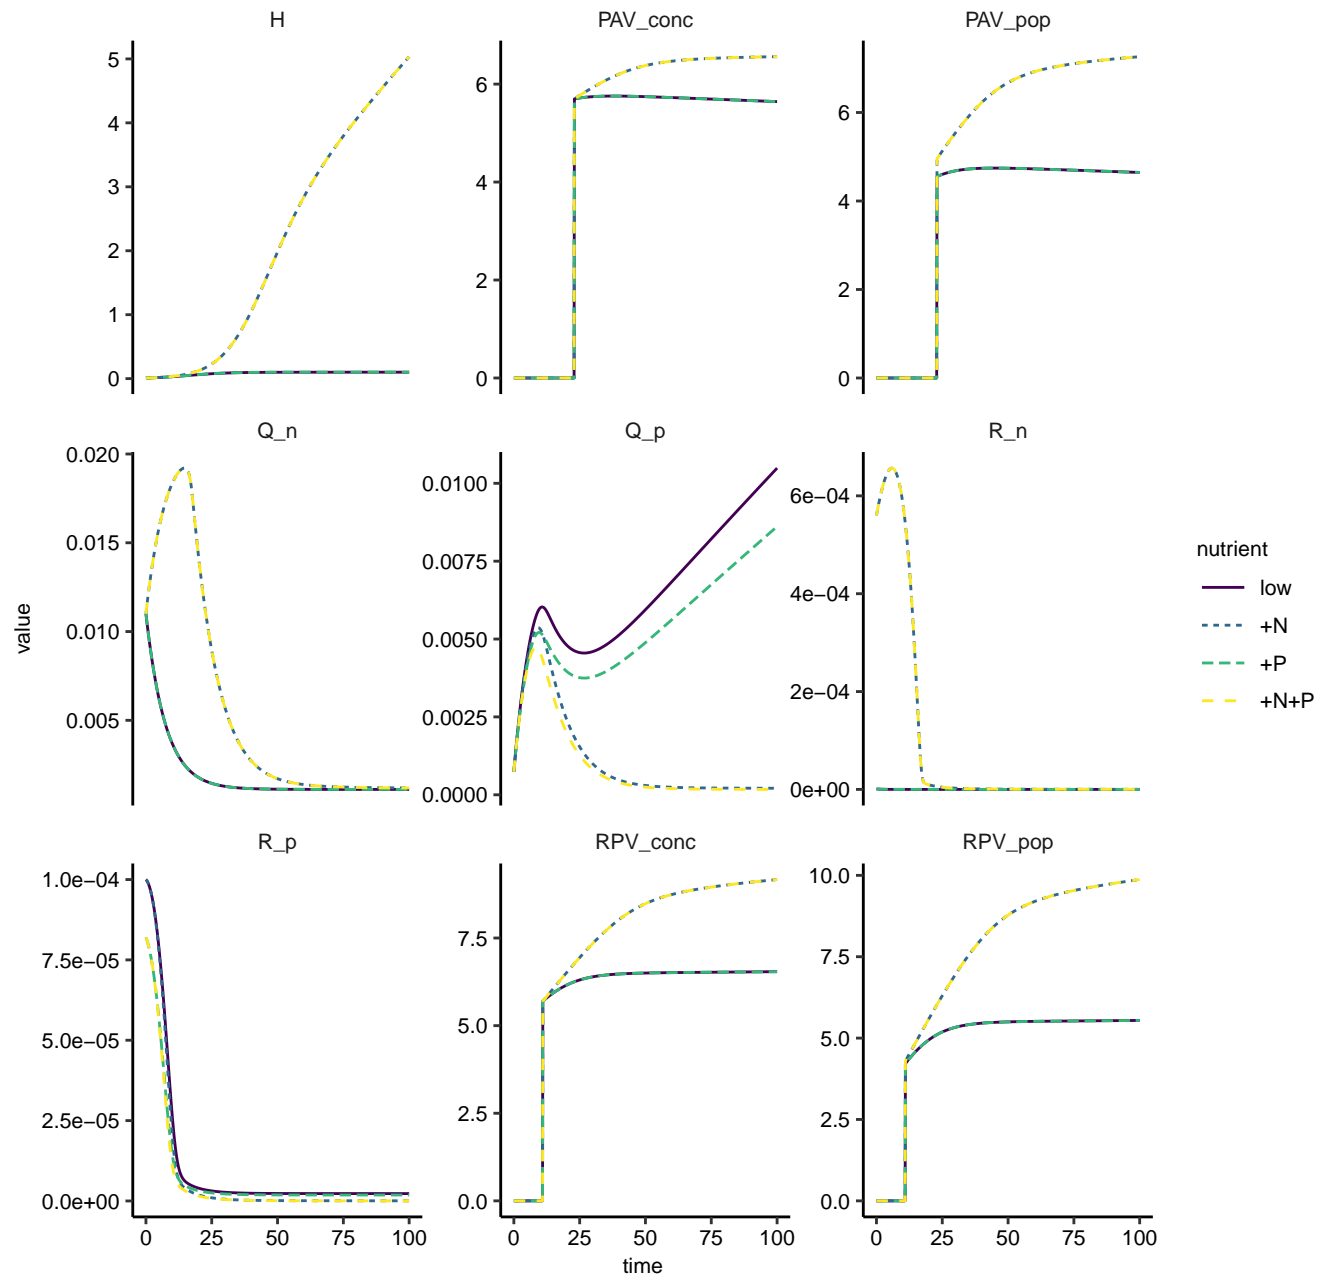 H
PAV_conc
PAV_pop
5
4
3
2
1
0
6
4
2
0
6
4
2
0
Q_n
Q_p
R_n
0.020
0.015
0.010
0.005
0.0100
0.0075
0.0050
0.0025
0.0000
6e−04
4e−04
2e−04
0e+00
value
R_p
RPV_conc
RPV_pop
1.0e−04
7.5e−05
5.0e−05
2.5e−05
0.0e+00
7.5
5.0
2.5
0.0
10.0
7.5
5.0
2.5
0.0
0 25 50 75 100
0 25 50 75 100
0 25 50 75 100
time
nutrient
low
+N
+P
+N+P